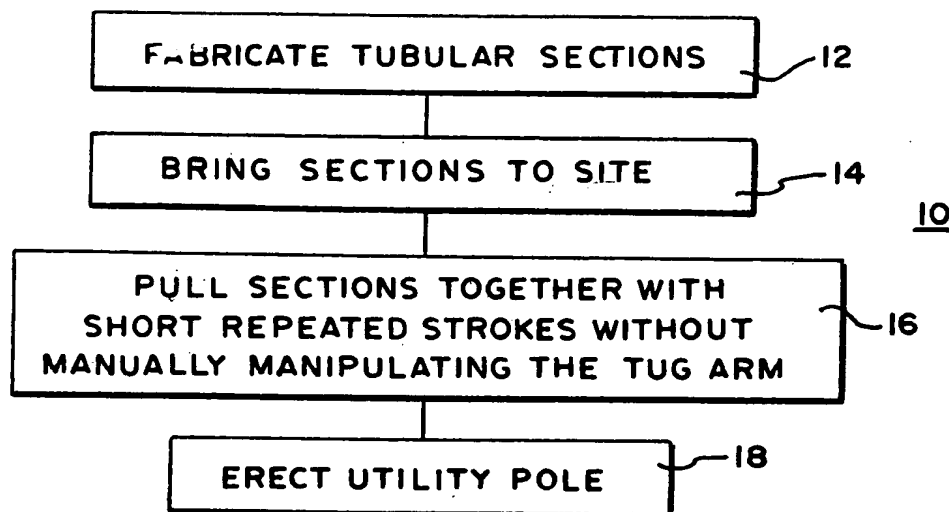 FABRICATE TUBULAR SECTIONS
12
BRING SECTIONS TO SITE
14
10
PULL SECTIONS TOGETHER WITH
SHORT REPEATED STROKES WITHOUT
MANUALLY MANIPULATING THE TUG ARM
16
ERECT UTILITY POLE
18